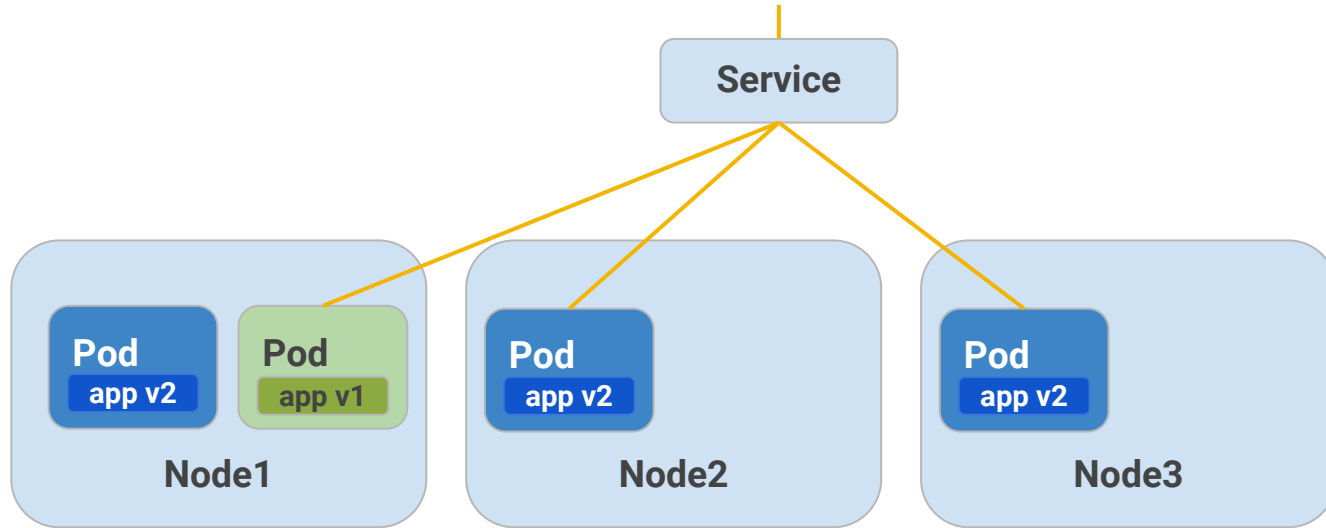 Service
Pod
app v2
Pod
app v1
Node1
Pod
app v2
Node2
Pod
app v2
Node3